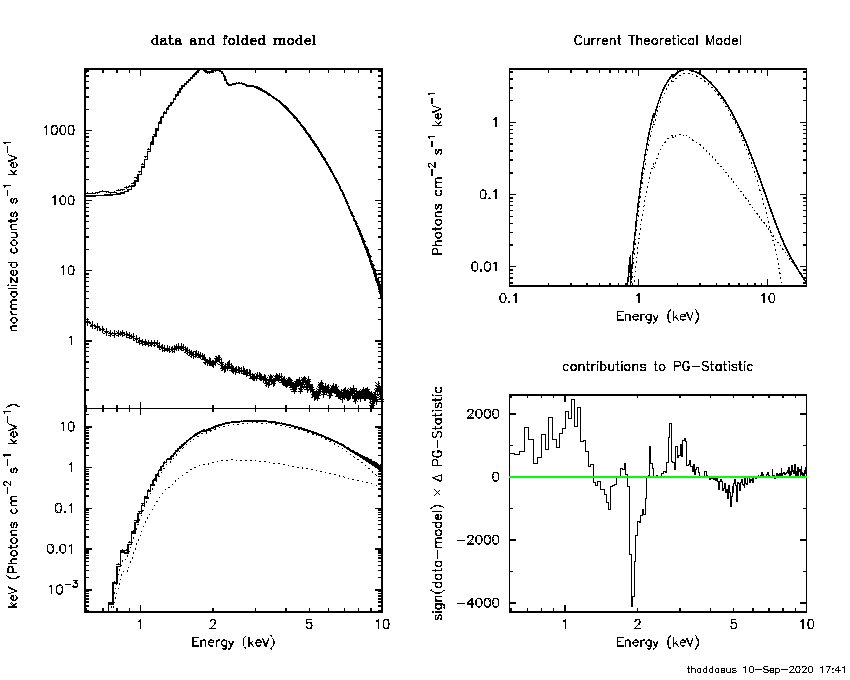 data and folded model
normalized counts s⁻¹ keV⁻¹
1000
100
10
1
keV (Photons cm⁻² s⁻¹ keV⁻¹)
10
1
0.1
0.01
10⁻³
1 2 5 10
Energy (keV)
Current Theoretical Model
Photons cm⁻² s⁻¹ keV⁻¹
1
0.1
0.01
0.1 1 10
Energy (keV)
contributions to PG-Statistic
sign(data-model) × Δ PG-Statistic
2000
0
-2000
-4000
1 2 5 10
Energy (keV)
thaddaeus 10-Sep-2020 17:41